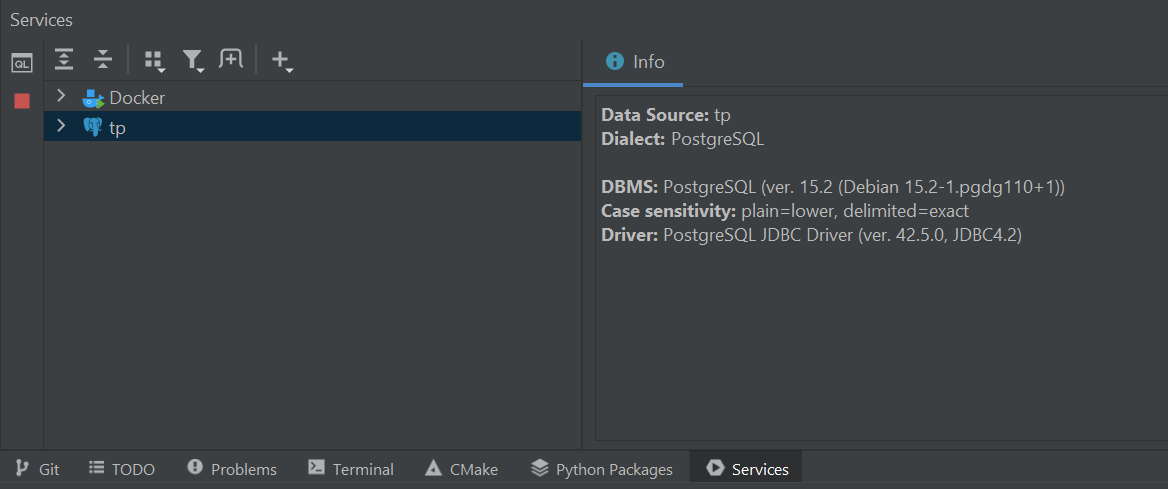 Services
QL
Docker
tp
Info
Data Source: tp
Dialect: PostgreSQL
DBMS: PostgreSQL (ver. 15.2 (Debian 15.2-1.pgdg110+1))
Case sensitivity: plain=lower, delimited=exact
Driver: PostgreSQL JDBC Driver (ver. 42.5.0, JDBC4.2)
Git TODO Problems Terminal CMake Python Packages Services